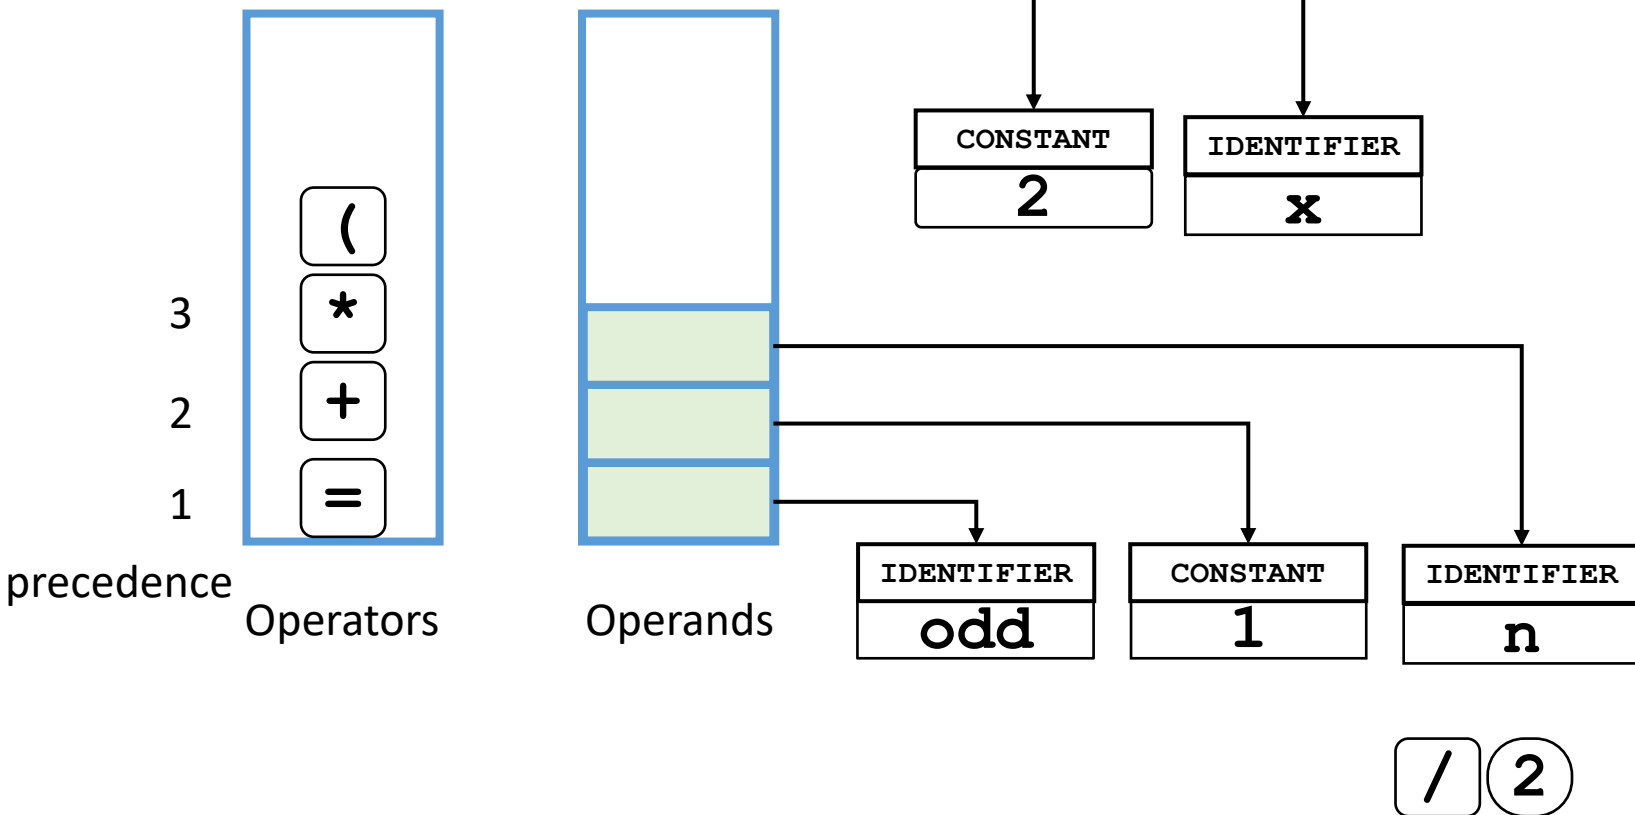 CONSTANT
2
IDENTIFIER
x
(
3
*
2
+
1
=
precedence
Operators
Operands
IDENTIFIER
odd
CONSTANT
1
IDENTIFIER
n
/ 2